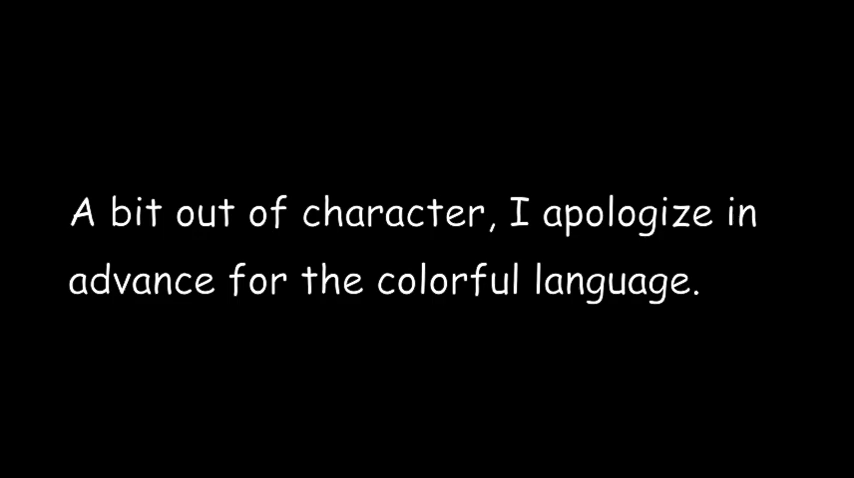 A bit out of character, I apologize in
advance for the colorful language.